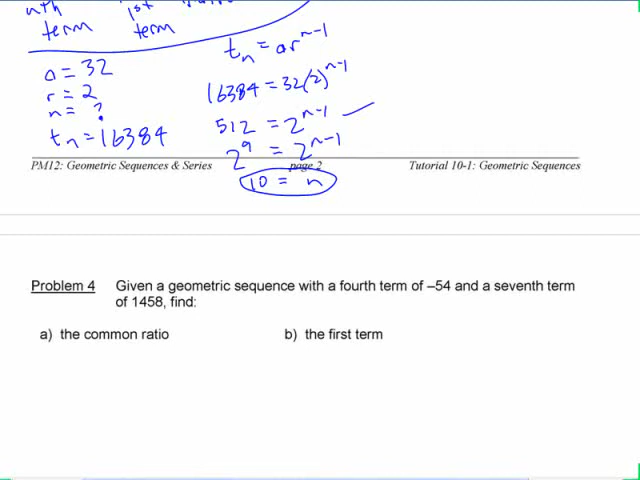 nth 1st
term term
tn = ar^n-1
a = 32
r = 2
n = ?
tn = 16384
16384 = 32(2)^n-1
512 = 2^n-1
2^9 = 2^n-1
10 = n
PM12: Geometric Sequences & Series page 2 Tutorial 10-1: Geometric Sequences
Problem 4 Given a geometric sequence with a fourth term of –54 and a seventh term
of 1458, find:
a) the common ratio b) the first term